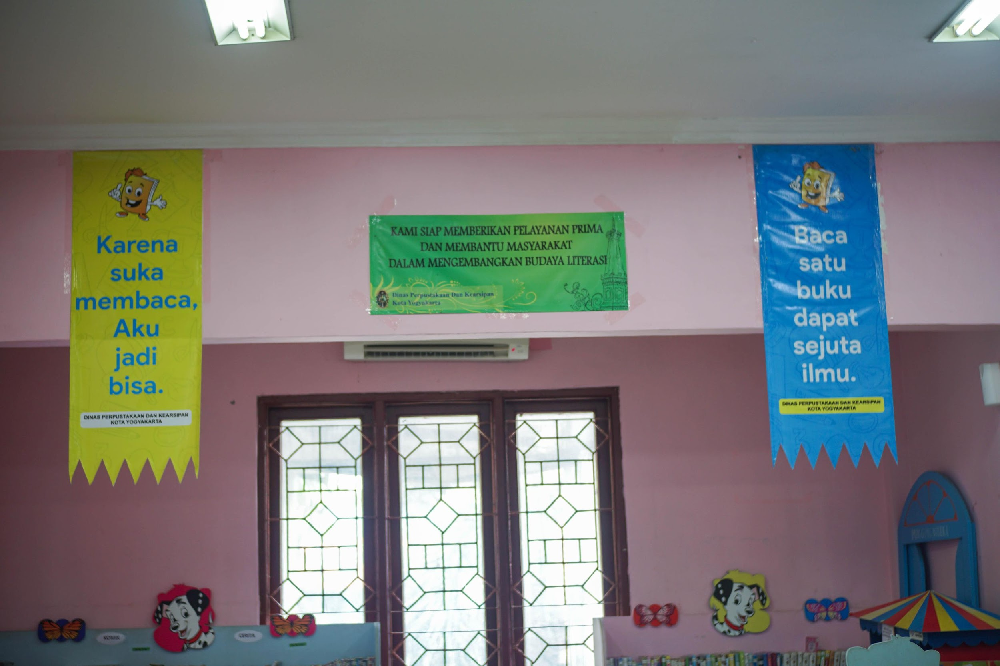 Karena
suka
membaca,
Aku
jadi
bisa.
DINAS PERPUSTAKAAN DAN KEARSIPAN
KOTA YOGYAKARTA
KAMI SIAP MEMBERIKAN PELAYANAN PRIMA
DAN MEMBANTU MASYARAKAT
DALAM MENGEMBANGKAN BUDAYA LITERASI
Dinas Perpustakaan Dan Kearsipan
Kota Yogyakarta
Baca
satu
buku
dapat
sejuta
ilmu.
DINAS PERPUSTAKAAN DAN KEARSIPAN
KOTA YOGYAKARTA
KOMIK
CERITA